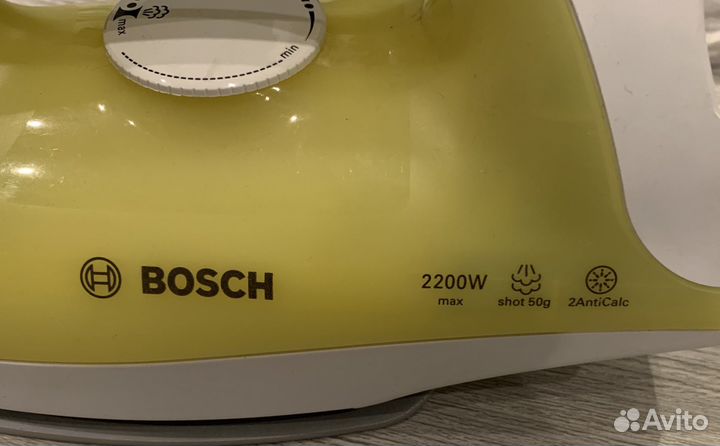 max
min
BOSCH
2200W
max
shot 50g
2AntiCalc
Avito